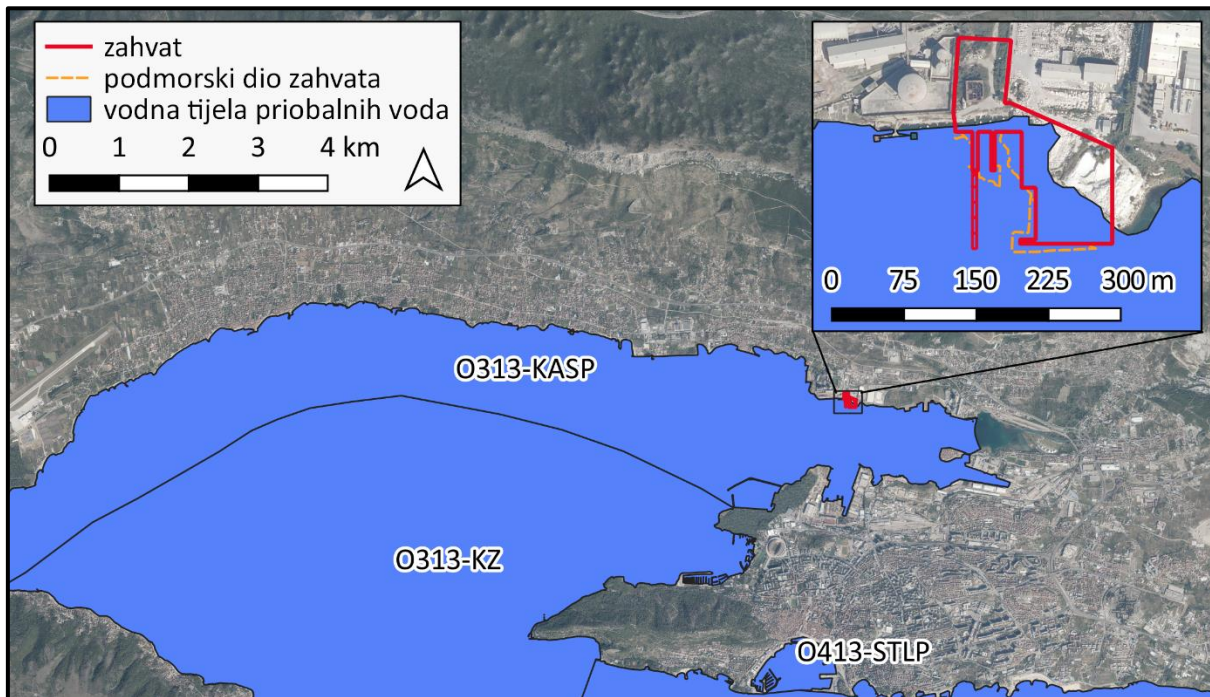 zahvat
podmorski dio zahvata
vodna tijela priobalnih voda
0 1 2 3 4 km
0 75 150 225 300 m
O313-KASP
O313-KZ
O413-STLP